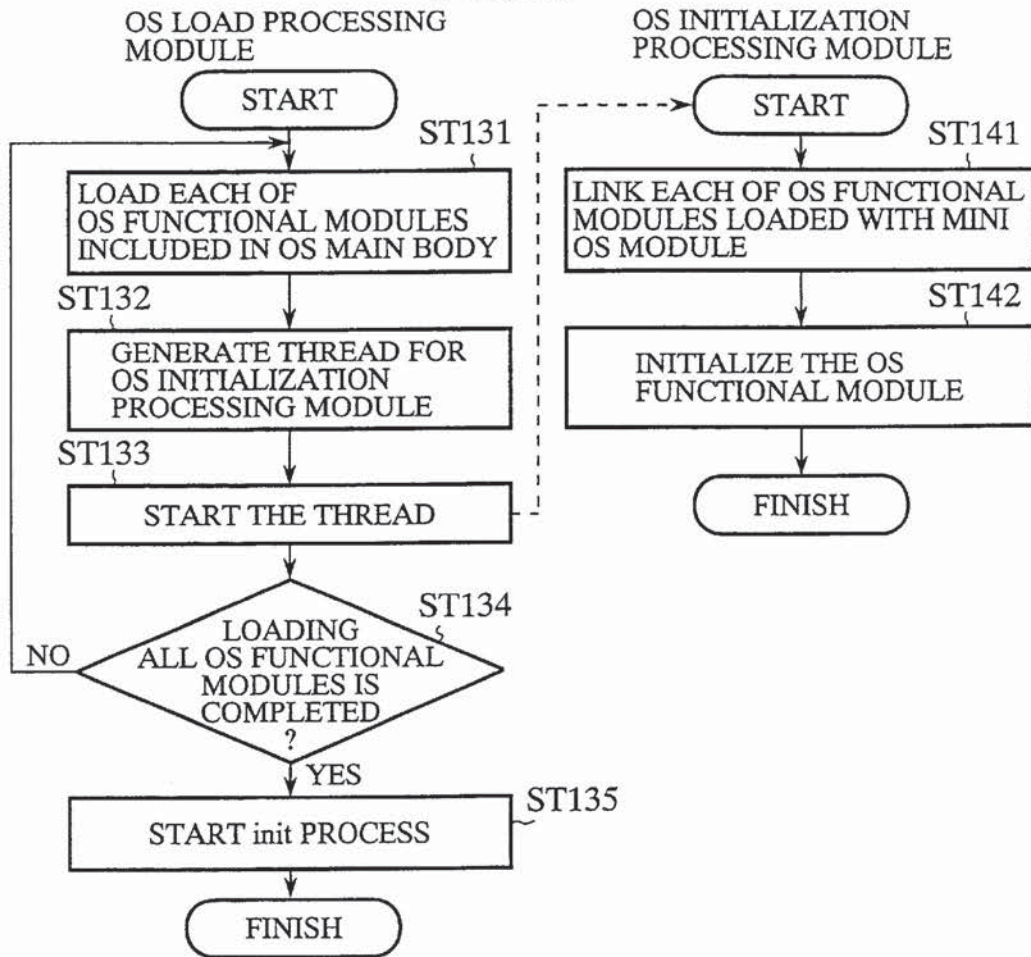 OS LOAD PROCESSING
MODULE
START
ST131
LOAD EACH OF
OS FUNCTIONAL MODULES
INCLUDED IN OS MAIN BODY
ST132
GENERATE THREAD FOR
OS INITIALIZATION
PROCESSING MODULE
ST133
START THE THREAD
ST134
LOADING
ALL OS FUNCTIONAL
MODULES IS
COMPLETED
?
NO
YES
ST135
START init PROCESS
FINISH
OS INITIALIZATION
PROCESSING MODULE
START
ST141
LINK EACH OF OS FUNCTIONAL
MODULES LOADED WITH MINI
OS MODULE
ST142
INITIALIZE THE OS
FUNCTIONAL MODULE
FINISH